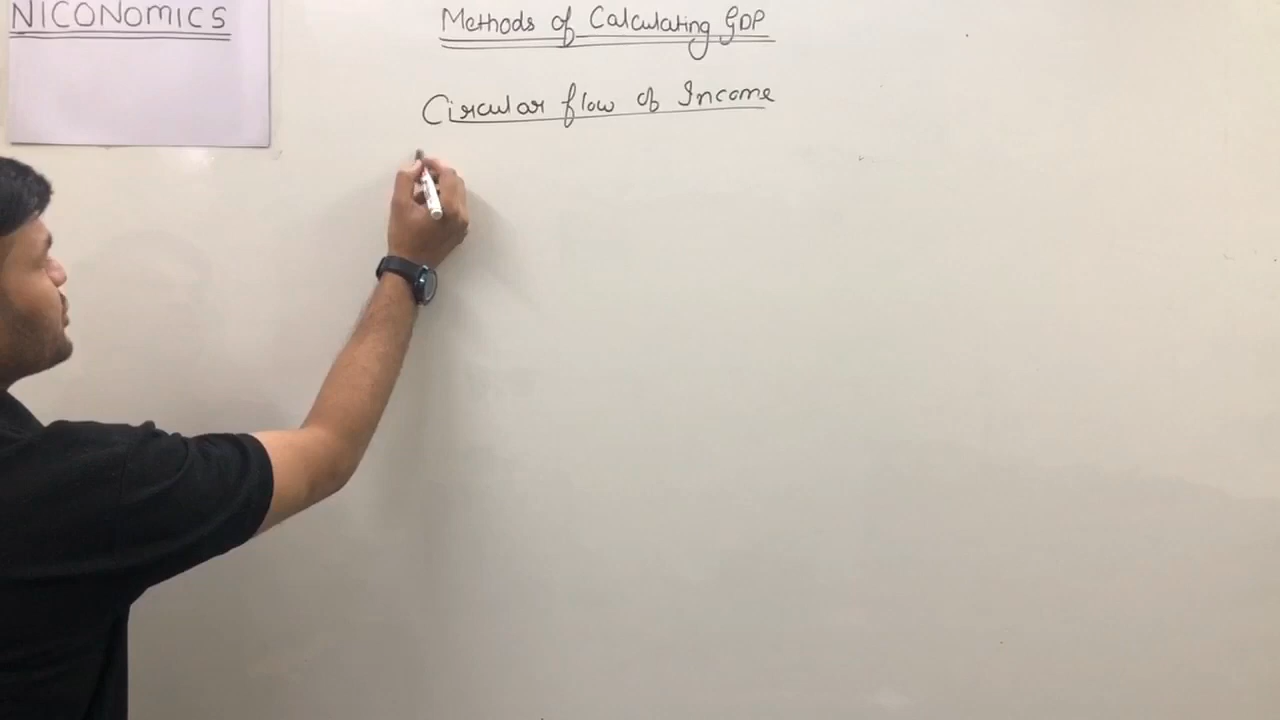 NICONOMICS
Methods of Calculating GDP
Circular flow of Income